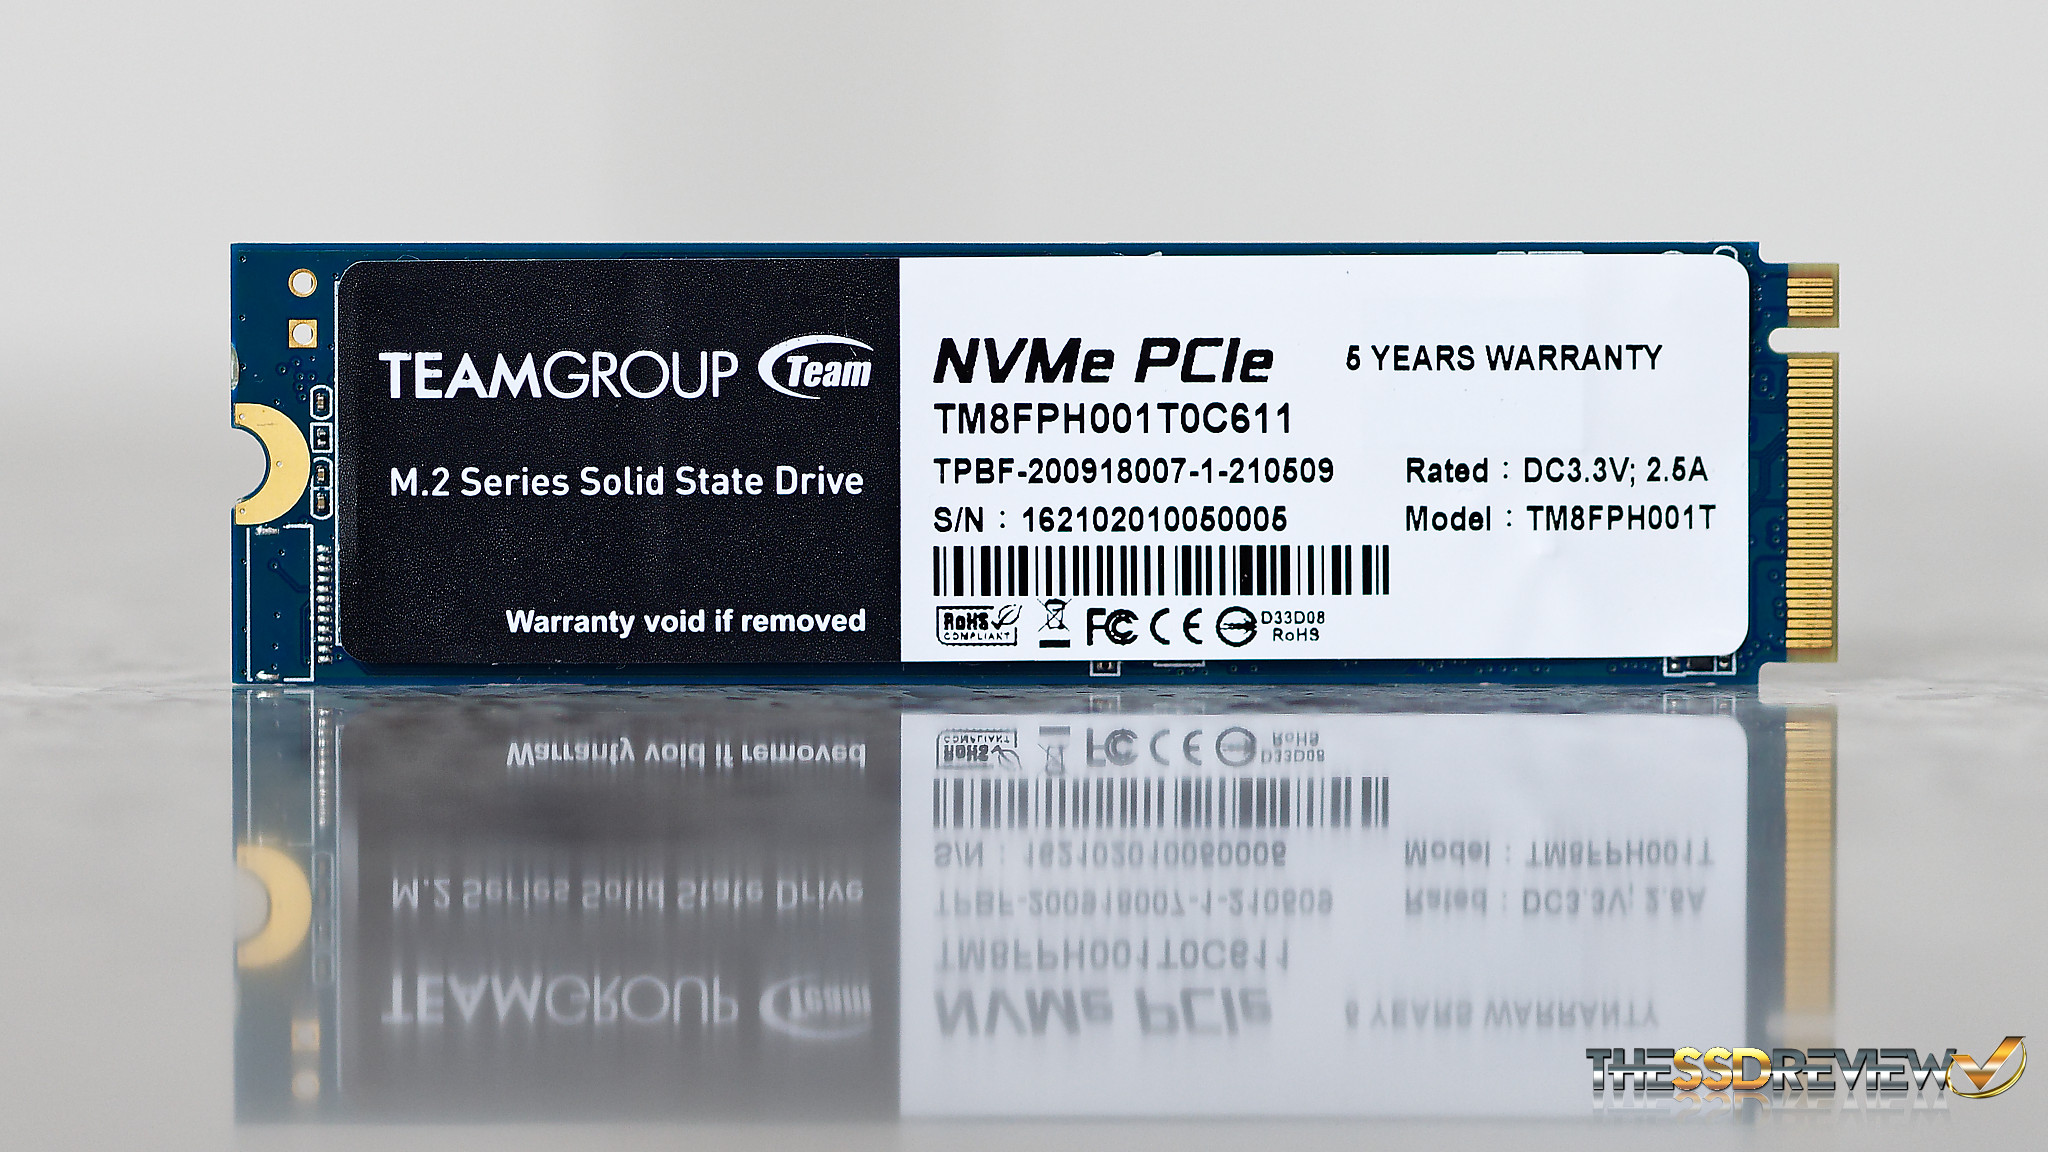 TEAMGROUP Team
M.2 Series Solid State Drive
Warranty void if removed
NVMe PCIe 5 YEARS WARRANTY
TM8FPH001T0C611
TPBF-200918007-1-210509 Rated : DC3.3V; 2.5A
S/N : 162102010050005 Model : TM8FPH001T
RoHS
COMPLIANT
FC CE D33D08
RoHS
THESSDREVIEW